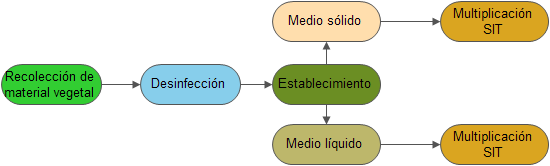 Medio sólido
Multiplicación
SIT
Recolección de
material vegetal
Desinfección
Establecimiento
Medio líquido
Multiplicación
SIT